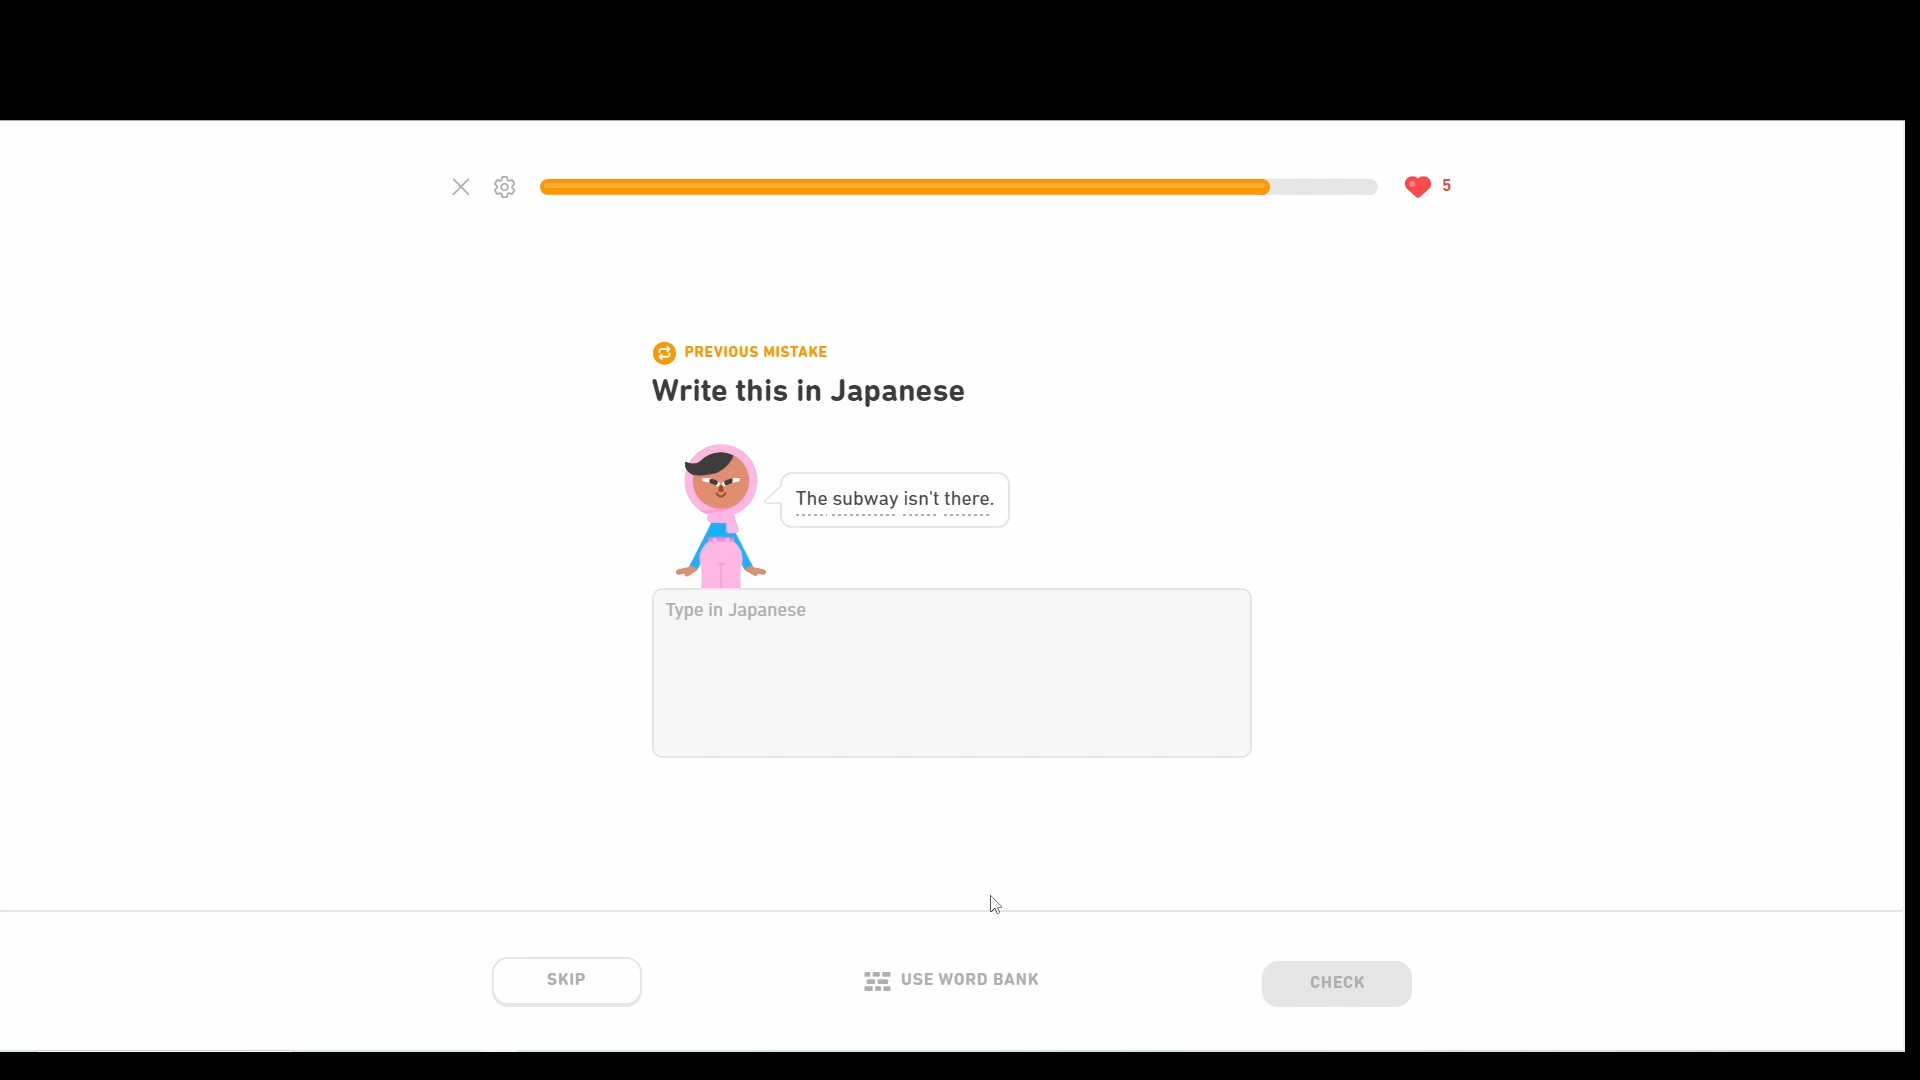 5
PREVIOUS MISTAKE
Write this in Japanese
The subway isn't there.
Type in Japanese
SKIP
USE WORD BANK
CHECK